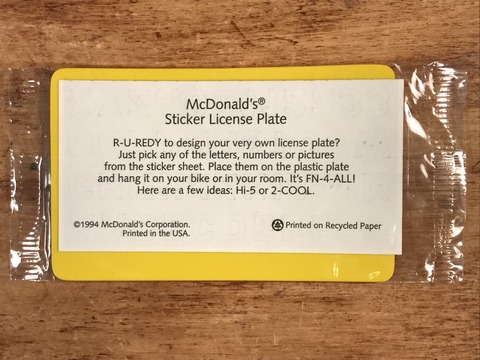 McDonald's®
Sticker License Plate
R-U-REDY to design your very own license plate?
Just pick any of the letters, numbers or pictures
from the sticker sheet. Place them on the plastic plate
and hang it on your bike or in your room. It's FN-4-ALL!
Here are a few ideas: Hi-5 or 2-COOL.
©1994 McDonald's Corporation.
Printed in the USA.
Printed on Recycled Paper